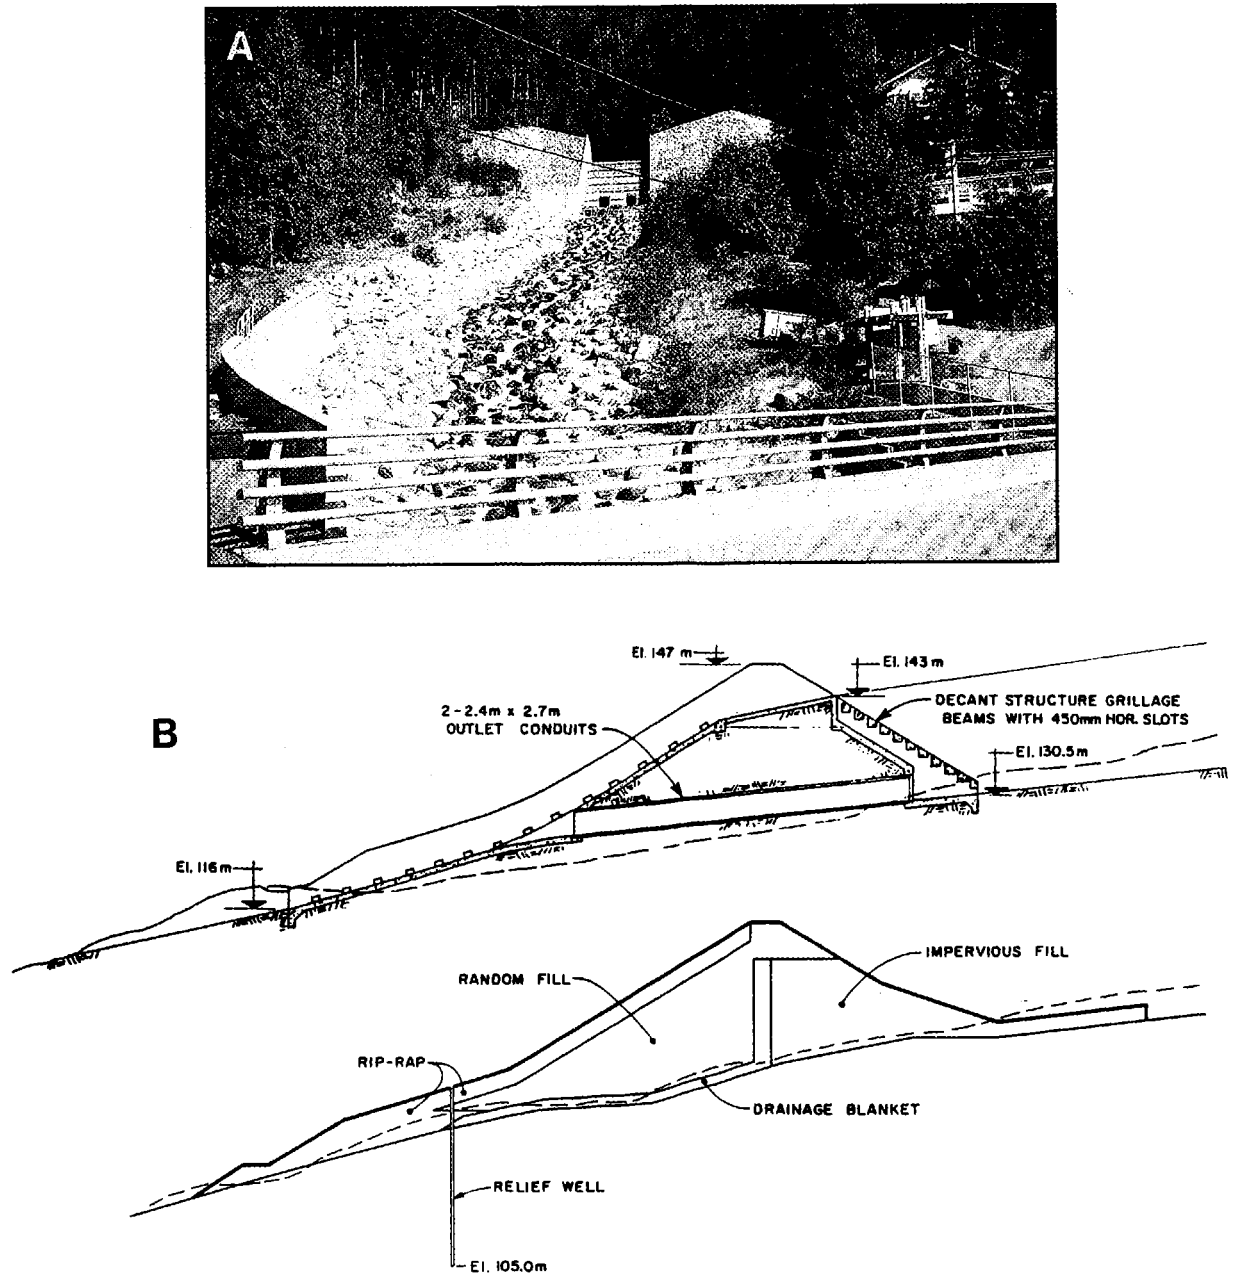 A
El. 147 m
El. 143 m
2-2.4m x 2.7m
OUTLET CONDUITS
DECANT STRUCTURE GRILLAGE
BEAMS WITH 450mm HOR. SLOTS
B
El. 130.5m
El. 116m
IMPERVIOUS FILL
RANDOM FILL
RIP-RAP
DRAINAGE BLANKET
RELIEF WELL
El. 105.0m